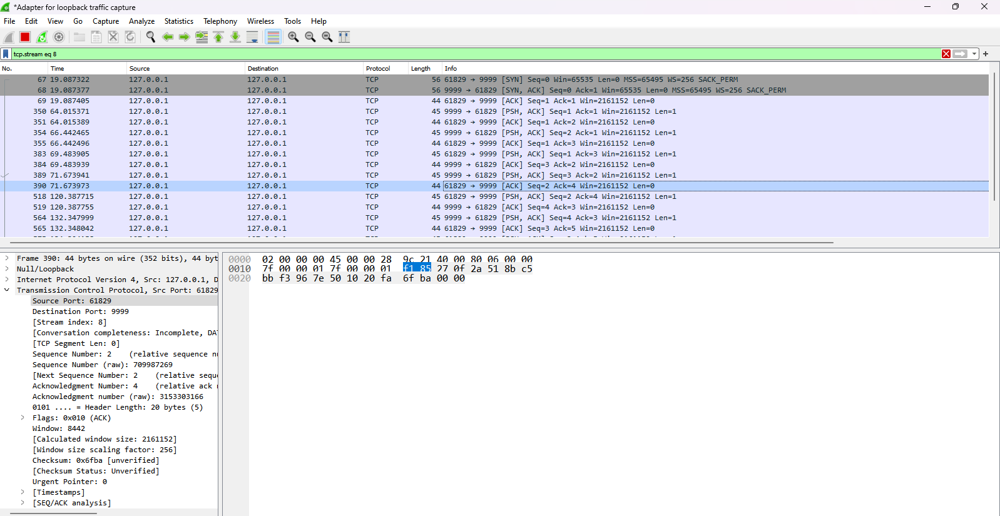 *Adapter for loopback traffic capture
File Edit View Go Capture Analyze Statistics Telephony Wireless Tools Help
tcp.stream eq 8
No. Time Source Destination Protocol Length Info
67 19.087322 127.0.0.1 127.0.0.1 TCP 56 61829 → 9999 [SYN] Seq=0 Win=65535 Len=0 MSS=65495 WS=256 SACK_PERM
68 19.087377 127.0.0.1 127.0.0.1 TCP 56 9999 → 61829 [SYN, ACK] Seq=0 Ack=1 Win=65535 Len=0 MSS=65495 WS=256 SACK_PERM
69 19.087405 127.0.0.1 127.0.0.1 TCP 44 61829 → 9999 [ACK] Seq=1 Ack=1 Win=2161152 Len=0
350 64.015371 127.0.0.1 127.0.0.1 TCP 45 9999 → 61829 [PSH, ACK] Seq=1 Ack=1 Win=2161152 Len=1
351 64.015389 127.0.0.1 127.0.0.1 TCP 44 61829 → 9999 [ACK] Seq=1 Ack=2 Win=2161152 Len=0
354 66.442465 127.0.0.1 127.0.0.1 TCP 45 9999 → 61829 [PSH, ACK] Seq=2 Ack=1 Win=2161152 Len=1
355 66.442496 127.0.0.1 127.0.0.1 TCP 44 61829 → 9999 [ACK] Seq=1 Ack=3 Win=2161152 Len=0
383 69.483905 127.0.0.1 127.0.0.1 TCP 45 61829 → 9999 [PSH, ACK] Seq=1 Ack=3 Win=2161152 Len=1
384 69.483939 127.0.0.1 127.0.0.1 TCP 44 9999 → 61829 [ACK] Seq=3 Ack=2 Win=2161152 Len=0
389 71.673941 127.0.0.1 127.0.0.1 TCP 45 9999 → 61829 [PSH, ACK] Seq=3 Ack=2 Win=2161152 Len=1
390 71.673973 127.0.0.1 127.0.0.1 TCP 44 61829 → 9999 [ACK] Seq=2 Ack=4 Win=2161152 Len=0
518 120.387715 127.0.0.1 127.0.0.1 TCP 45 61829 → 9999 [PSH, ACK] Seq=2 Ack=4 Win=2161152 Len=1
519 120.387755 127.0.0.1 127.0.0.1 TCP 44 9999 → 61829 [ACK] Seq=4 Ack=3 Win=2161152 Len=0
564 132.347999 127.0.0.1 127.0.0.1 TCP 45 9999 → 61829 [PSH, ACK] Seq=4 Ack=3 Win=2161152 Len=1
565 132.348042 127.0.0.1 127.0.0.1 TCP 44 61829 → 9999 [ACK] Seq=3 Ack=5 Win=2161152 Len=0
Frame 390: 44 bytes on wire (352 bits), 44 byt
Null/Loopback
Internet Protocol Version 4, Src: 127.0.0.1, D
Transmission Control Protocol, Src Port: 61829
Source Port: 61829
Destination Port: 9999
[Stream index: 8]
[Conversation completeness: Incomplete, DA
[TCP Segment Len: 0]
Sequence Number: 2 (relative sequence n
Sequence Number (raw): 709987269
[Next Sequence Number: 2 (relative sequ
Acknowledgment Number: 4 (relative ack
Acknowledgment number (raw): 3153303166
0101 .... = Header Length: 20 bytes (5)
Flags: 0x010 (ACK)
Window: 8442
[Calculated window size: 2161152]
[Window size scaling factor: 256]
Checksum: 0x6fba [unverified]
[Checksum Status: Unverified]
Urgent Pointer: 0
[Timestamps]
[SEQ/ACK analysis]
0000 02 00 00 00 45 00 00 28 9c 21 40 00 80 06 00 00
0010 7f 00 00 01 7f 00 00 01 f1 85 27 0f 2a 51 8b c5
0020 bb f3 96 7e 50 10 20 fa 6f ba 00 00